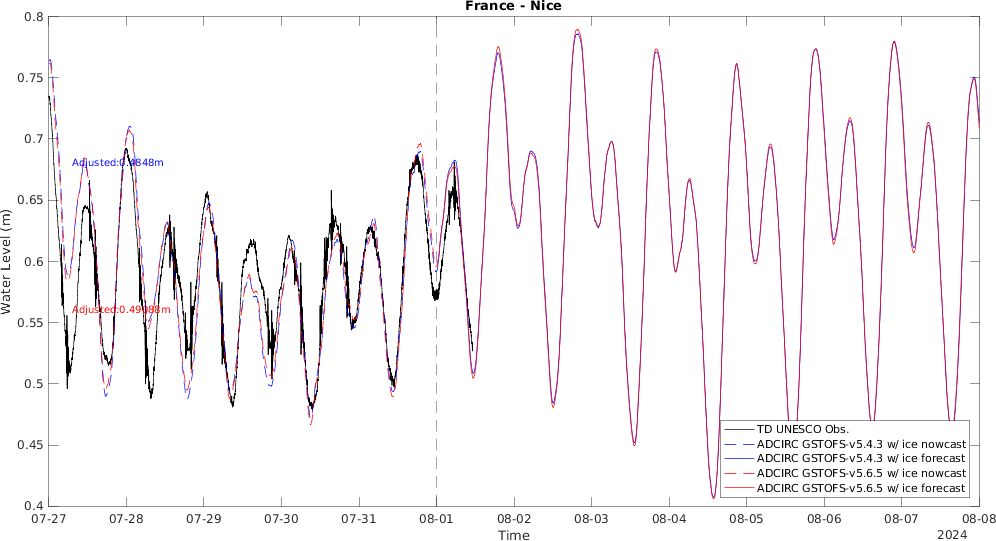 France - Nice
0.8
0.75
0.7
0.65
0.6
0.55
0.5
0.45
0.4
Water Level (m)
Adjusted:0.4848m
TD UNESCO Obs.
ADCIRC GSTOFS-v5.4.3 w/ ice nowcast
ADCIRC GSTOFS-v5.4.3 w/ ice forecast
ADCIRC GSTOFS-v5.6.5 w/ ice nowcast
ADCIRC GSTOFS-v5.6.5 w/ ice forecast
07-27 07-28 07-29 07-30 07-31 08-01 08-02 08-03 08-04 08-05 08-06 08-07 08-08
Time
2024